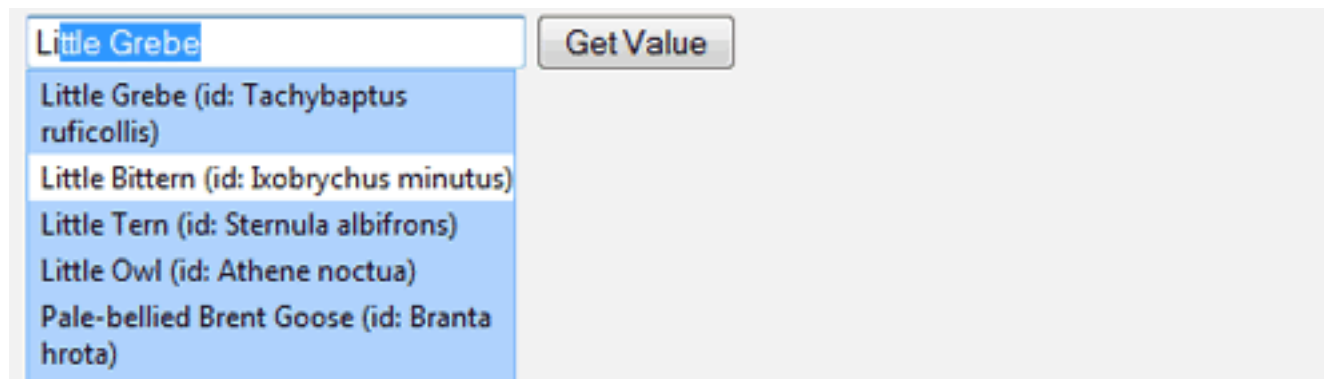 Little Grebe Get Value
Little Grebe (id: Tachybaptus
ruficollis)
Little Bittern (id: Ixobrychus minutus)
Little Tern (id: Sternula albifrons)
Little Owl (id: Athene noctua)
Pale-bellied Brent Goose (id: Branta
hrota)